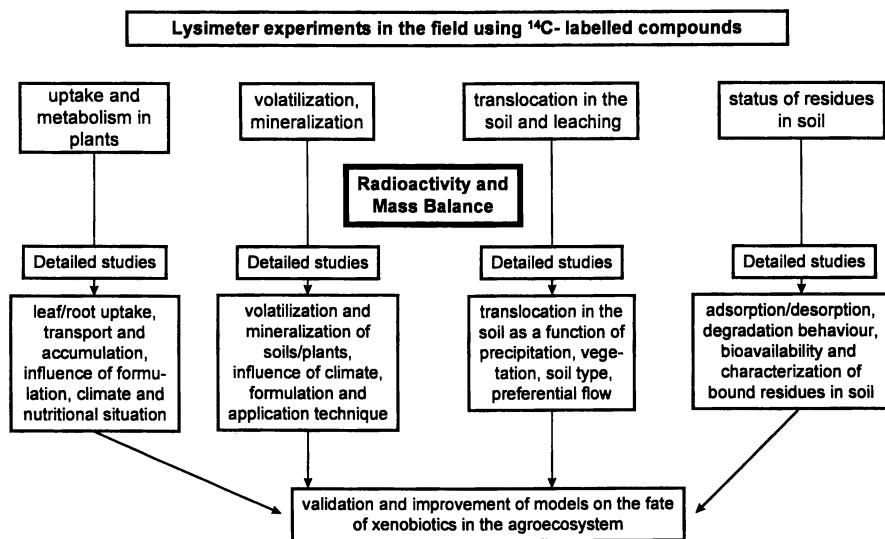 Lysimeter experiments in the field using ¹⁴C- labelled compounds
uptake and
metabolism in
plants
volatilization,
mineralization
translocation in the
soil and leaching
status of residues
in soil
Radioactivity and
Mass Balance
Detailed studies
Detailed studies
Detailed studies
Detailed studies
leaf/root uptake,
transport and
accumulation,
influence of formu-
lation, climate and
nutritional situation
volatilization and
mineralization of
soils/plants,
influence of climate,
formulation and
application technique
translocation in the
soil as a function of
precipitation, vege-
tation, soil type,
preferential flow
adsorption/desorption,
degradation behaviour,
bioavailability and
characterization of
bound residues in soil
validation and improvement of models on the fate
of xenobiotics in the agroecosystem